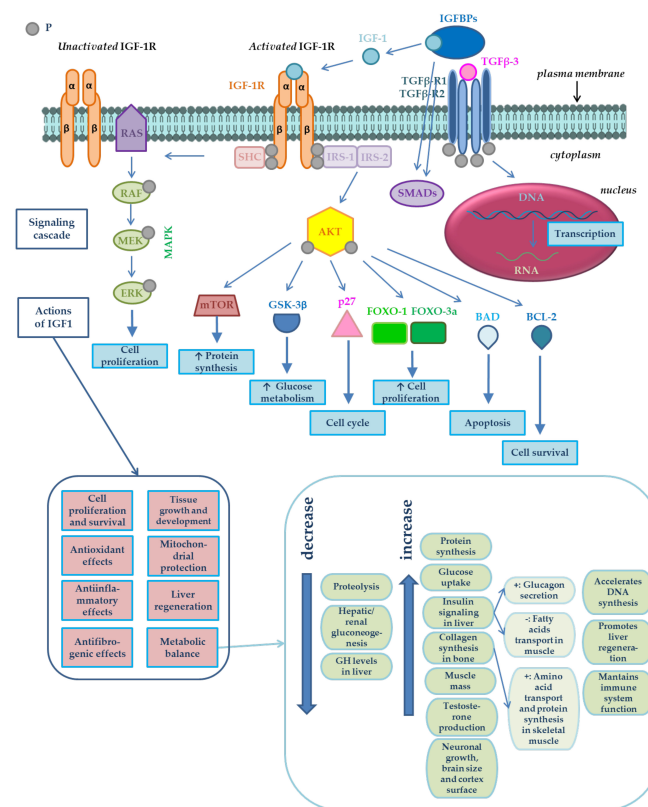 P
Unactivated IGF-1R
Activated IGF-1R
IGF-1
IGFBPs
TGFβ-3
IGF-1R
TGFβ-R1
TGFβ-R2
plasma membrane
α
α
α
α
β
β
β
β
RAS
SHC
IRS-1
IRS-2
cytoplasm
SMADs
nucleus
DNA
Transcription
RNA
Signaling
cascade
RAF
MEK
ERK
MAPK
AKT
Actions
of IGF1
mTOR
GSK-3β
p27
FOXO-1
FOXO-3a
BAD
BCL-2
Cell
proliferation
↑ Protein
synthesis
↑ Glucose
metabolism
Cell cycle
↑ Cell
proliferation
Apoptosis
Cell survival
Cell
proliferation
and survival
Tissue
growth and
development
Antioxidant
effects
Mitochon-
drial
protection
Antiinfla-
mmatory
effects
Liver
regeneration
Antifibro-
genic effects
Metabolic
balance
decrease
Proteolysis
Hepatic/
renal
gluconeoge-
nesis
GH levels
in liver
increase
Protein
synthesis
Glucose
uptake
Insulin
signaling
in liver
Collagen
synthesis
in bone
Muscle
mass
Testoste-
rone
production
Neuronal
growth,
brain size
and cortex
surface
+: Glucagon
secretion
-: Fatty
acids
transport in
muscle
+: Amino
acid
transport
and protein
synthesis
in skeletal
muscle
Accelerates
DNA
synthesis
Promotes
liver
regenera-
tion
Mantains
immune
system
function